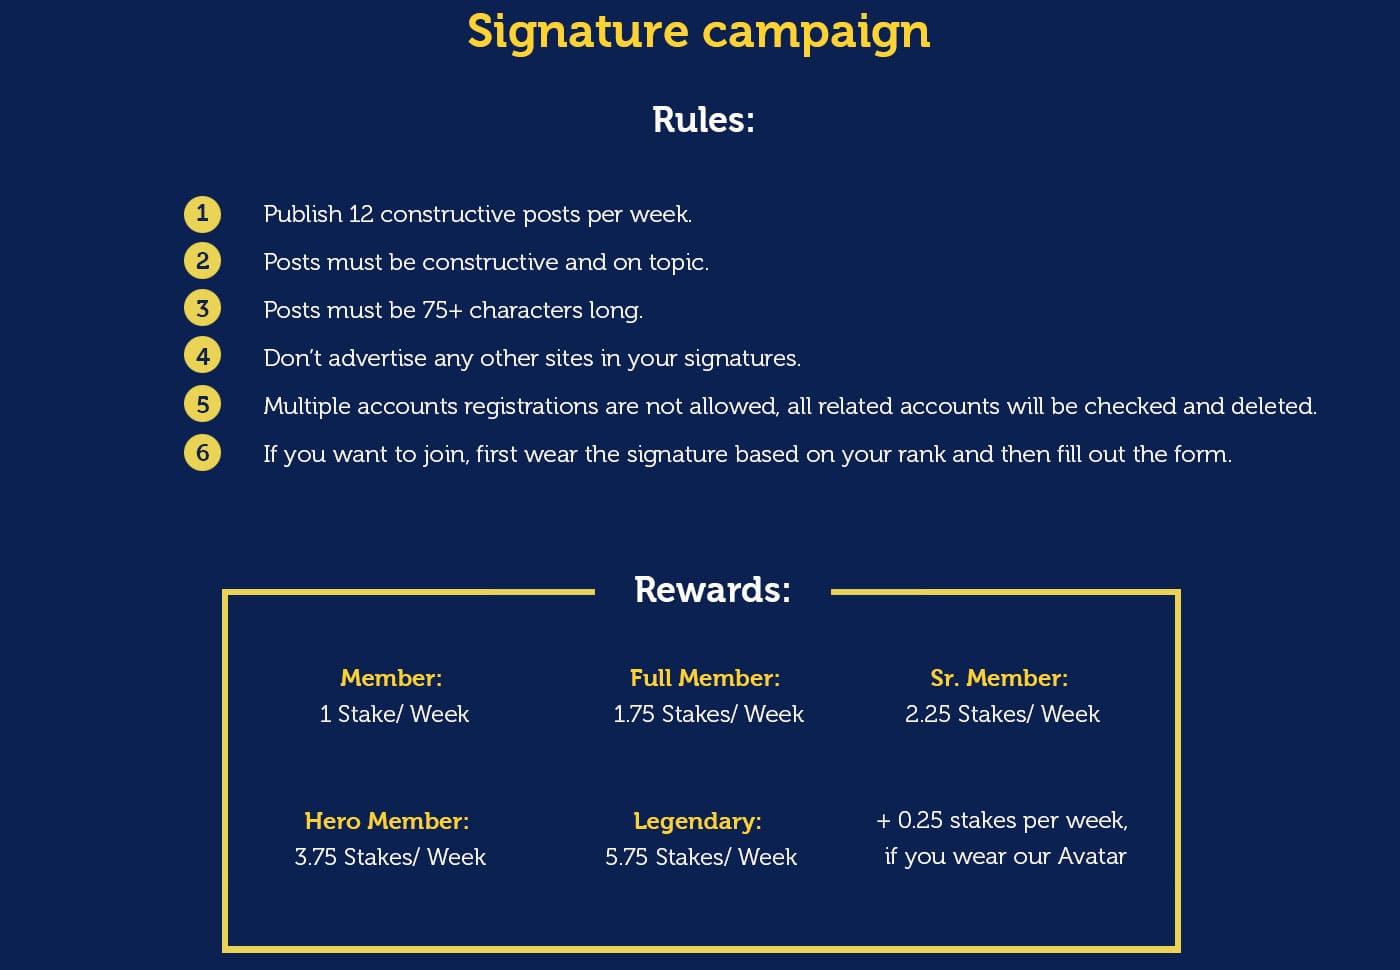 Signature campaign
Rules:
1 Publish 12 constructive posts per week.
2 Posts must be constructive and on topic.
3 Posts must be 75+ characters long.
4 Don’t advertise any other sites in your signatures.
5 Multiple accounts registrations are not allowed, all related accounts will be checked and deleted.
6 If you want to join, first wear the signature based on your rank and then fill out the form.
Rewards:
Member:
1 Stake/ Week
Full Member:
1.75 Stakes/ Week
Sr. Member:
2.25 Stakes/ Week
Hero Member:
3.75 Stakes/ Week
Legendary:
5.75 Stakes/ Week
+ 0.25 stakes per week,
if you wear our Avatar